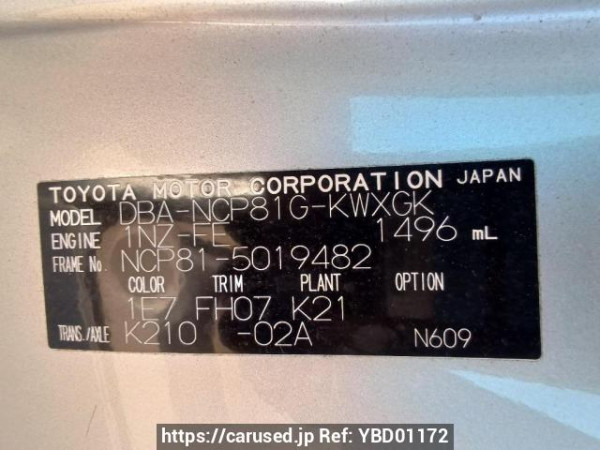 TOYOTA MOTOR CORPORATION JAPAN
MODEL DBA-NCP81G-KWXGK
ENGINE 1NZ-FE 1496 mL
FRAME No. NCP81-5019482
COLOR TRIM PLANT OPTION
1E7 FH07 K21
TRANS./AXLE K210 -02A N609
https://carused.jp Ref: YBD01172